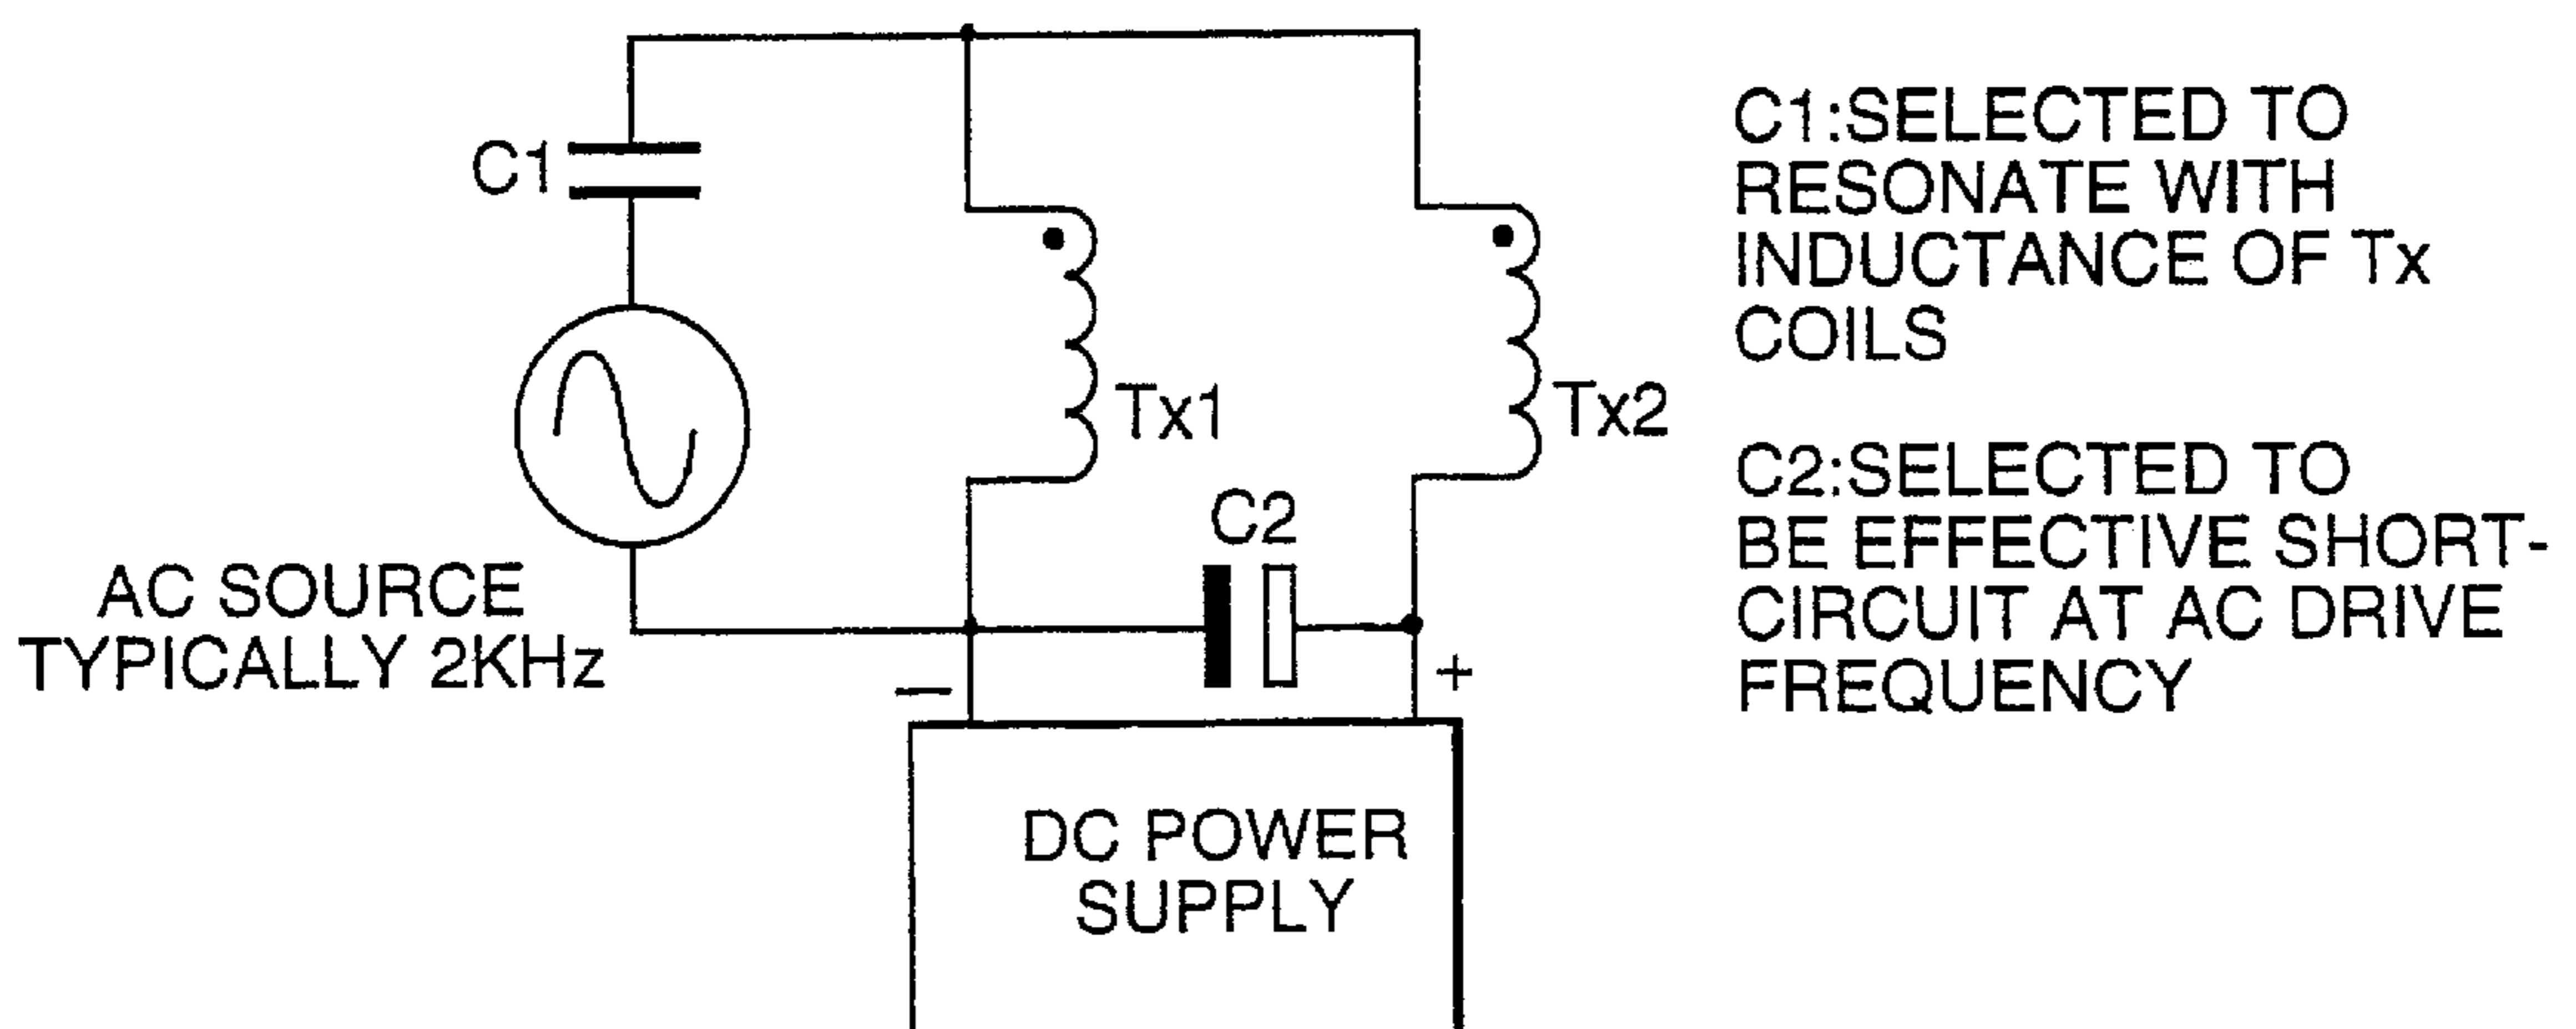 C1
AC SOURCE
TYPICALLY 2KHz
Tx1
C2
Tx2
−
+
DC POWER
SUPPLY
C1:SELECTED TO
RESONATE WITH
INDUCTANCE OF Tx
COILS
C2:SELECTED TO
BE EFFECTIVE SHORT-
CIRCUIT AT AC DRIVE
FREQUENCY